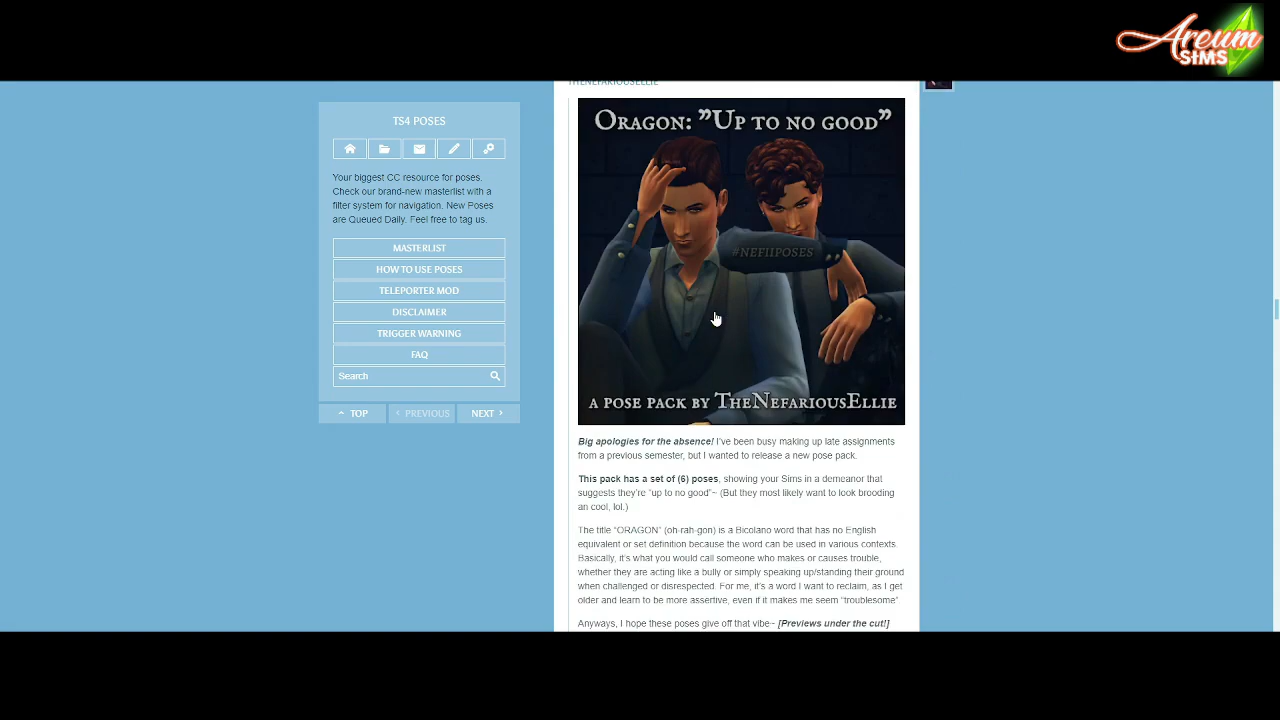 Areum
SIMS
THENEFARIOUSELLIE
TS4 POSES
Your biggest CC resource for poses.
Check our brand-new masterlist with a
filter system for navigation. New Poses
are Queued Daily. Feel free to tag us.
MASTERLIST
HOW TO USE POSES
TELEPORTER MOD
DISCLAIMER
TRIGGER WARNING
FAQ
Search
TOP
PREVIOUS
NEXT
Oragon: "Up to no good"
#NEFIIPOSES
a pose pack by TheNefariousEllie
Big apologies for the absence! I've been busy making up late assignments
from a previous semester, but I wanted to release a new pose pack.
This pack has a set of (6) poses, showing your Sims in a demeanor that
suggests they're "up to no good"~ (But they most likely want to look brooding
an cool, lol.)
The title "ORAGON" (oh-rah-gon) is a Bicolano word that has no English
equivalent or set definition because the word can be used in various contexts.
Basically, it's what you would call someone who makes or causes trouble,
whether they are acting like a bully or simply speaking up/standing their ground
when challenged or disrespected. For me, it's a word I want to reclaim, as I get
older and learn to be more assertive, even if it makes me seem "troublesome"
Anyways, I hope these poses give off that vibe~ [Previews under the cut!]